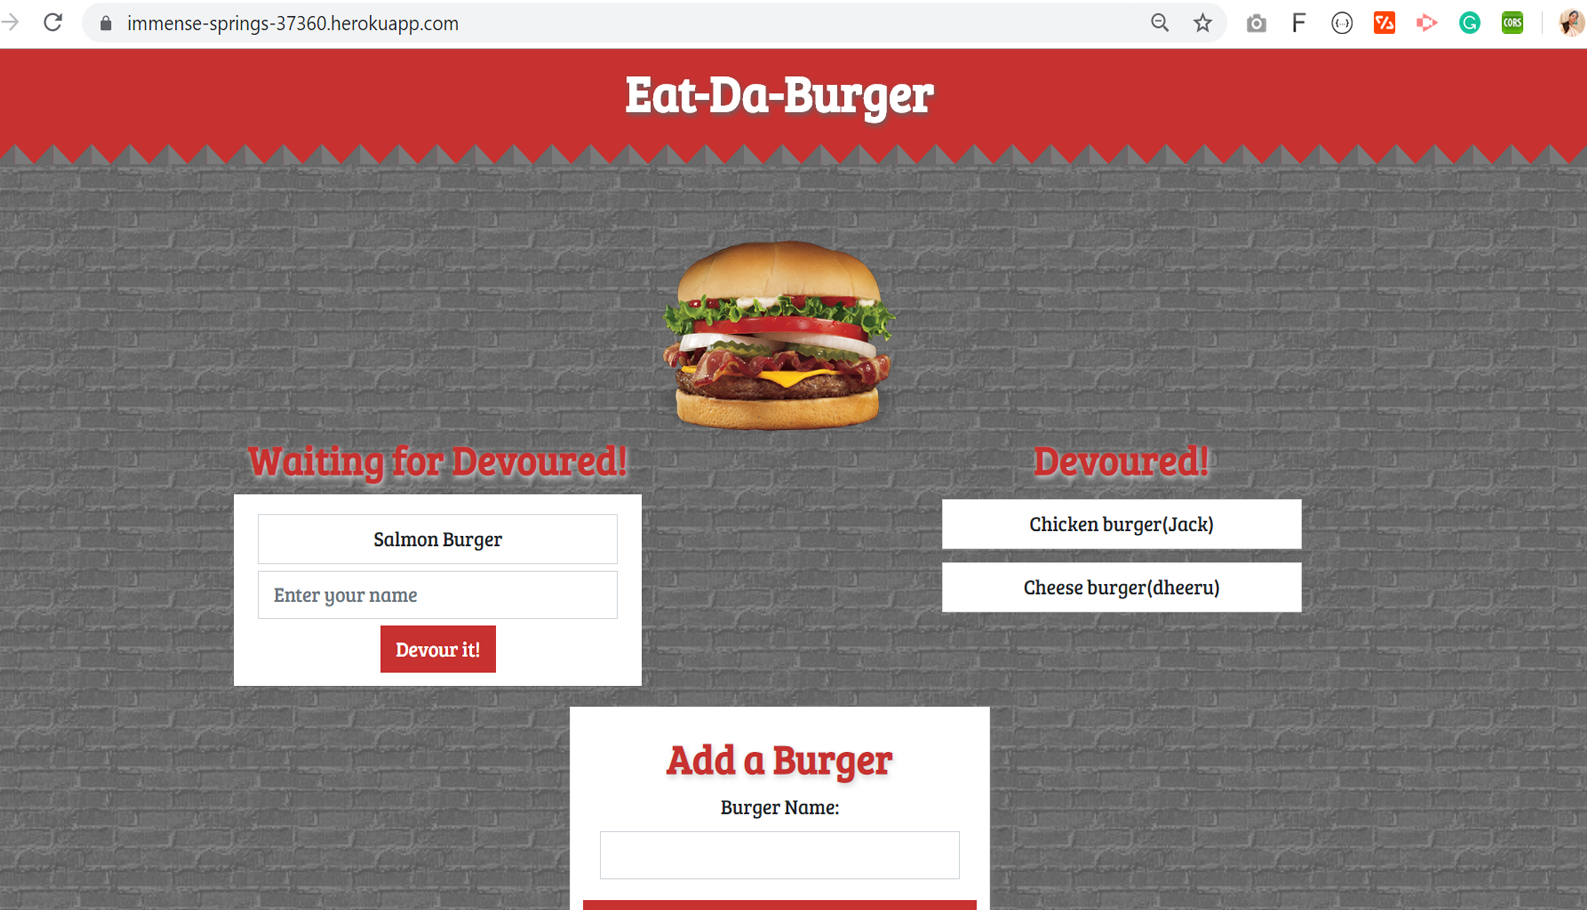 immense-springs-37360.herokuapp.com
F
CORS
Eat-Da-Burger
Waiting for Devoured!
Salmon Burger
Enter your name
Devour it!
Devoured!
Chicken burger(Jack)
Cheese burger(dheeru)
Add a Burger
Burger Name: